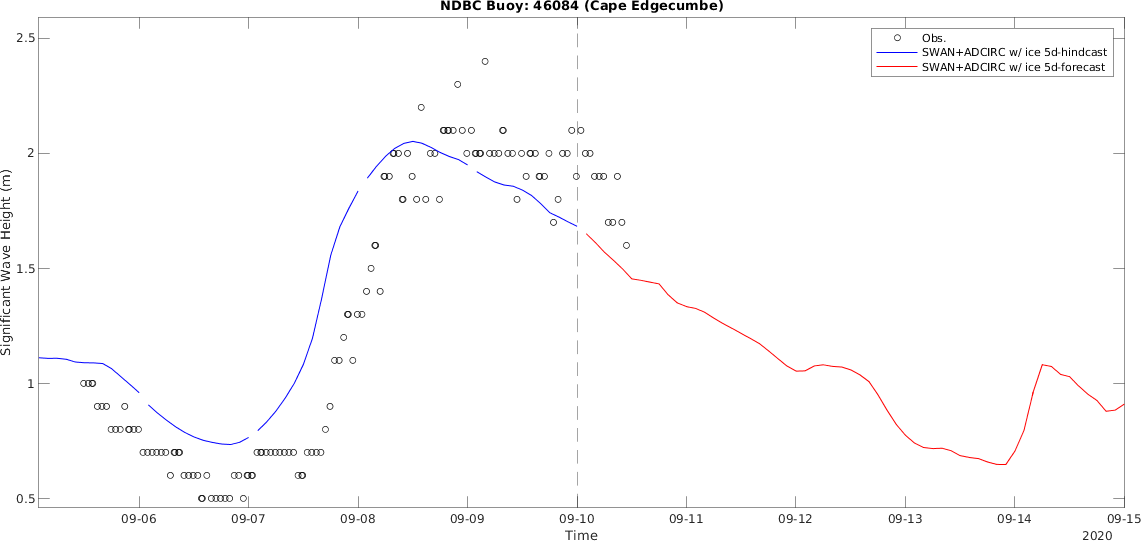 NDBC Buoy: 46084 (Cape Edgecumbe)
Obs.
SWAN+ADCIRC w/ ice 5d-hindcast
SWAN+ADCIRC w/ ice 5d-forecast
Significant Wave Height (m)
2.5
2
1.5
1
0.5
09-06 09-07 09-08 09-09 09-10 09-11 09-12 09-13 09-14 09-15
Time
2020